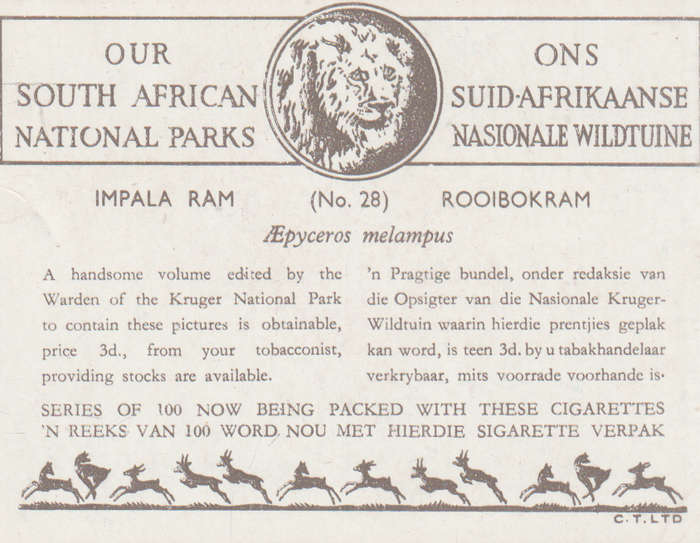 OUR
SOUTH AFRICAN
NATIONAL PARKS
ONS
SUID-AFRIKAANSE
NASIONALE WILDTUINE
IMPALA RAM (No. 28) ROOIBOKRAM
Æpyceros melampus
A handsome volume edited by the
Warden of the Kruger National Park
to contain these pictures is obtainable,
price 3d., from your tobacconist,
providing stocks are available.
'n Pragtige bundel, onder redaksie van
die Opsigter van die Nasionale Kruger-
Wildtuin waarin hierdie prentjies geplak
kan word, is teen 3d. by u tabakhandelaar
verkrybaar, mits voorrade voorhande is.
SERIES OF 100 NOW BEING PACKED WITH THESE CIGARETTES
'N REEKS VAN 100 WORD NOU MET HIERDIE SIGARETTE VERPAK
C.T. LTD